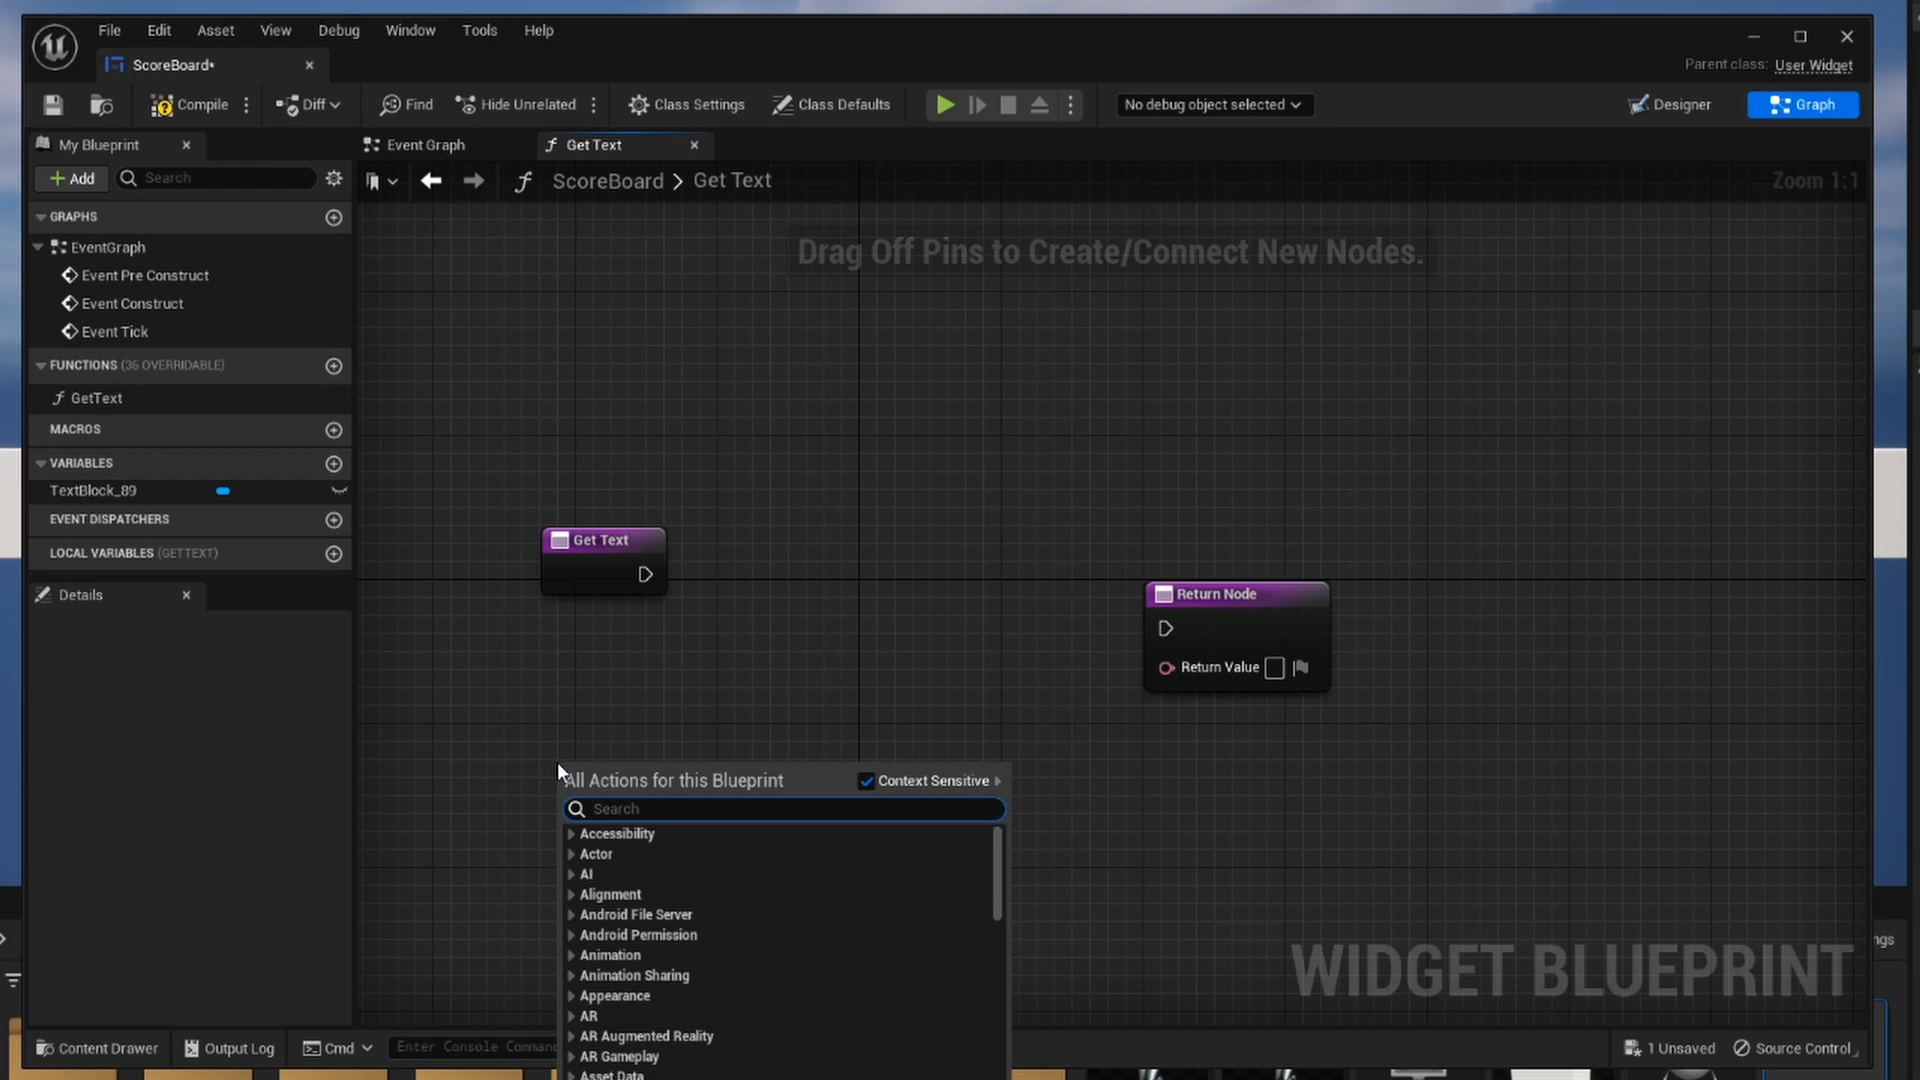 File Edit Asset View Debug Window Tools Help
ScoreBoard•
Parent class: User Widget
Compile Diff Find Hide Unrelated Class Settings Class Defaults No debug object selected Designer Graph
My Blueprint
Event Graph
Get Text
+ Add
Search
ScoreBoard > Get Text
Zoom 1:1
GRAPHS
EventGraph
Event Pre Construct
Event Construct
Event Tick
FUNCTIONS (36 OVERRIDABLE)
GetText
MACROS
VARIABLES
TextBlock_89
EVENT DISPATCHERS
LOCAL VARIABLES (GETTEXT)
Details
Drag Off Pins to Create/Connect New Nodes.
Get Text
Return Node
Return Value
All Actions for this Blueprint
Context Sensitive
Search
Accessibility
Actor
AI
Alignment
Android File Server
Android Permission
Animation
Animation Sharing
Appearance
AR
AR Augmented Reality
AR Gameplay
Asset Data
WIDGET BLUEPRINT
Content Drawer Output Log Cmd Enter Console Command
1 Unsaved Source Control